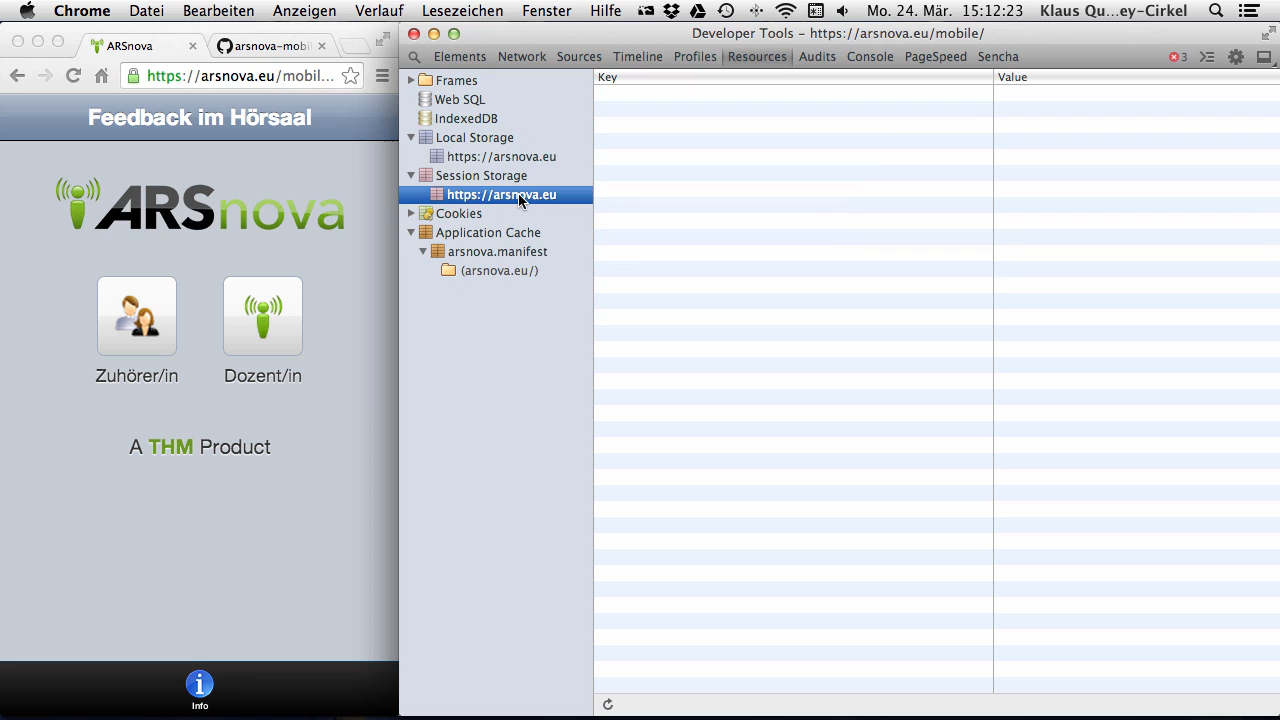 Chrome Datei Bearbeiten Anzeigen Verlauf Lesezeichen Fenster Hilfe Mo. 24. Mär. 15:12:23 Klaus Qu...ey-Cirkel
ARSnova
arsnova-mobi
https://arsnova.eu/mobil...
Feedback im Hörsaal
ARSnova
Zuhörer/in Dozent/in
A THM Product
i
Info
Developer Tools - https://arsnova.eu/mobile/
Elements Network Sources Timeline Profiles Resources Audits Console PageSpeed Sencha 3
Frames
Web SQL
IndexedDB
Local Storage
https://arsnova.eu
Session Storage
https://arsnova.eu
Cookies
Application Cache
arsnova.manifest
(arsnova.eu/)
Key Value